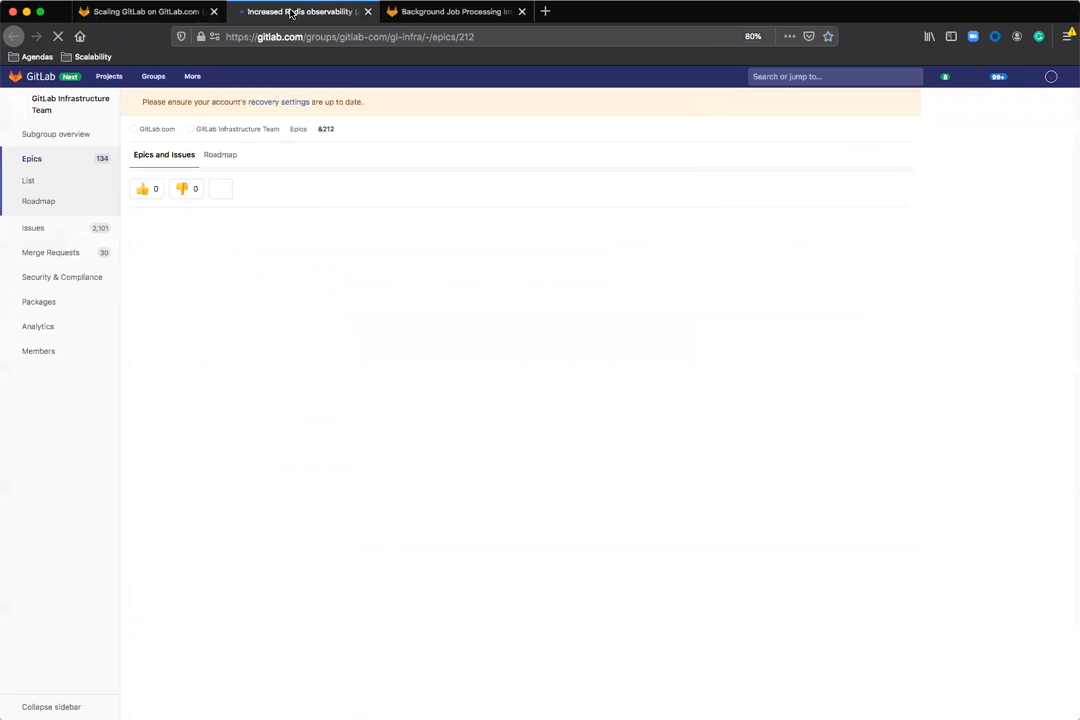 Scaling GitLab on GitLab.com (
Increased Redis observability (
Background Job Processing Im
https://gitlab.com/groups/gitlab-com/gl-infra/-/epics/212
80%
Agendas
Scalability
GitLab
Next
Projects
Groups
More
Search or jump to...
8
99+
GitLab Infrastructure
Team
Please ensure your account's recovery settings are up to date.
Subgroup overview
GitLab com
GitLab Infrastructure Team
Epics
&212
Epics
134
Epics and Issues
Roadmap
List
👍 0
👎 0
Roadmap
Issues
2,101
Merge Requests
30
Security & Compliance
Packages
Analytics
Members
Collapse sidebar